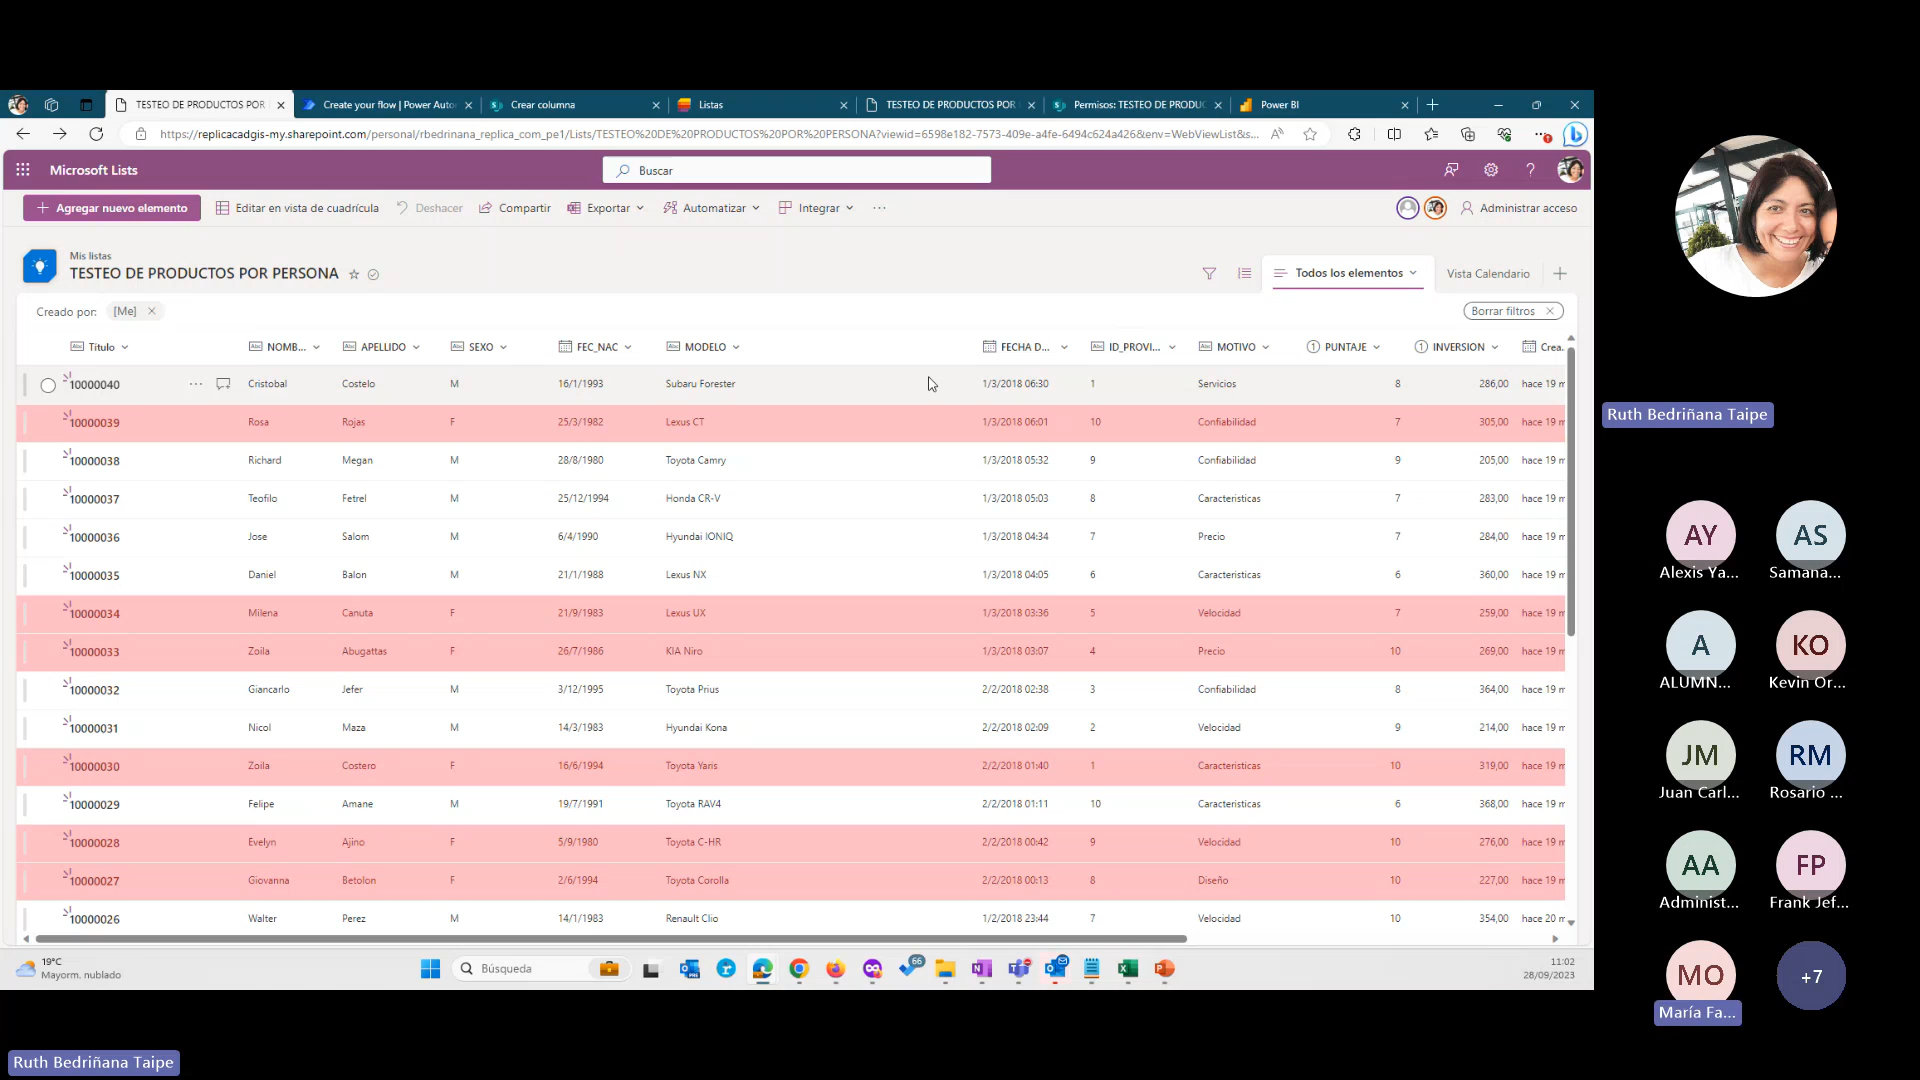 TESTEO DE PRODUCTOS POR
Create your flow | Power Auto
Crear columna
Listas
TESTEO DE PRODUCTOS POR
Permisos: TESTEO DE PRODUC
Power BI
https://replicacadgis-my.sharepoint.com/personal/rbedrinana_replica_com_pe1/Lists/TESTEO%20DE%20PRODUCTOS%20POR%20PERSONA?viewid=6598e182-7573-409e-a4fe-6494c624a426&env=WebViewList&s...
Microsoft Lists
Buscar
Agregar nuevo elemento Editar en vista de cuadrícula Deshacer Compartir Exportar Automatizar Integrar ... Administrar acceso
Mis listas
TESTEO DE PRODUCTOS POR PERSONA
Todos los elementos Vista Calendario
Creado por: [Me] Borrar filtros
Título NOMB... APELLIDO SEXO FEC_NAC MODELO FECHA D... ID_PROVI... MOTIVO PUNTAJE INVERSION Crea.
10000040 ... Cristobal Costelo M 16/1/1993 Subaru Forester 1/3/2018 06:30 1 Servicios 8 286,00 hace 19 m
10000039 Rosa Rojas F 25/3/1982 Lexus CT 1/3/2018 06:01 10 Confiabilidad 7 305,00 hace 19 m
10000038 Richard Megan M 28/8/1980 Toyota Camry 1/3/2018 05:32 9 Confiabilidad 9 205,00 hace 19 m
10000037 Teofilo Fetrel M 25/12/1994 Honda CR-V 1/3/2018 05:03 8 Caracteristicas 7 283,00 hace 19 m
10000036 Jose Salom M 6/4/1990 Hyundai IONIQ 1/3/2018 04:34 7 Precio 7 284,00 hace 19 m
10000035 Daniel Balon M 21/1/1988 Lexus NX 1/3/2018 04:05 6 Caracteristicas 6 360,00 hace 19 m
10000034 Milena Canuta F 21/9/1983 Lexus UX 1/3/2018 03:36 5 Velocidad 7 259,00 hace 19 m
10000033 Zoila Abugattas F 26/7/1986 KIA Niro 1/3/2018 03:07 4 Precio 10 269,00 hace 19 m
10000032 Giancarlo Jefer M 3/12/1995 Toyota Prius 2/2/2018 02:38 3 Confiabilidad 8 364,00 hace 19 m
10000031 Nicol Maza M 14/3/1983 Hyundai Kona 2/2/2018 02:09 2 Velocidad 9 214,00 hace 19 m
10000030 Zoila Costero F 16/6/1994 Toyota Yaris 2/2/2018 01:40 1 Caracteristicas 10 319,00 hace 19 m
10000029 Felipe Amane M 19/7/1991 Toyota RAV4 2/2/2018 01:11 10 Caracteristicas 6 368,00 hace 19 m
10000028 Evelyn Ajino F 5/9/1980 Toyota C-HR 2/2/2018 00:42 9 Velocidad 10 276,00 hace 19 m
10000027 Giovanna Betolon F 2/6/1994 Toyota Corolla 2/2/2018 00:13 8 Diseño 10 227,00 hace 19 m
10000026 Walter Perez M 14/1/1983 Renault Clio 1/2/2018 23:44 7 Velocidad 10 354,00 hace 20 m
19°C
Mayorm. nublado
Búsqueda
66
11:02
28/09/2023
Ruth Bedriñana Taipe
AY AS
Alexis Ya... Samana...
A KO
ALUMN... Kevin Or...
JM RM
Juan Carl... Rosario ...
AA FP
Administ... Frank Jef...
MO +7
María Fa...
Ruth Bedriñana Taipe